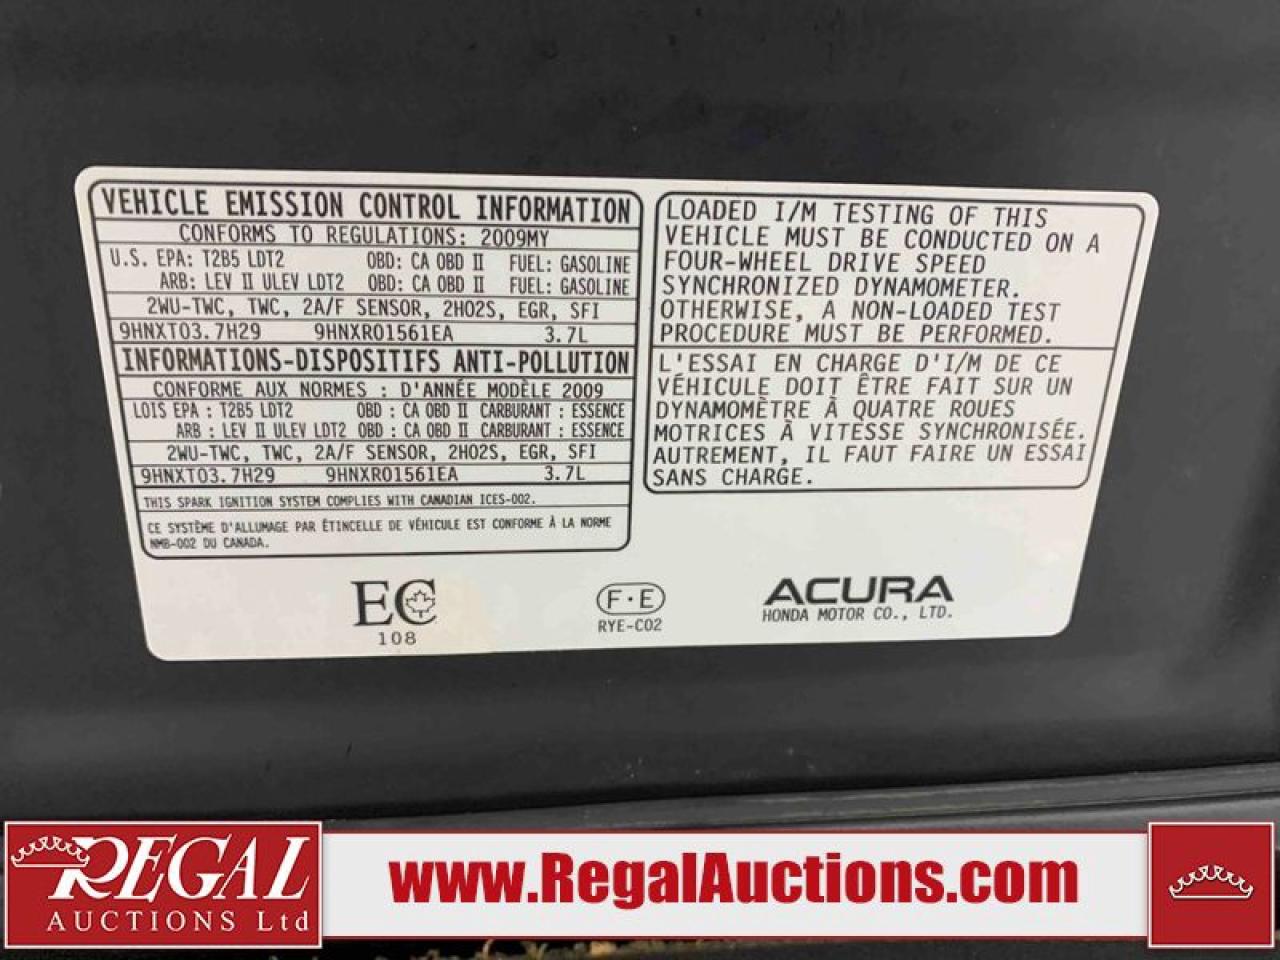 VEHICLE EMISSION CONTROL INFORMATION
CONFORMS TO REGULATIONS: 2009MY
U.S. EPA: T2B5 LDT2 OBD: CA OBD II FUEL: GASOLINE
ARB: LEV II ULEV LDT2 OBD: CA OBD II FUEL: GASOLINE
2WU-TWC, TWC, 2A/F SENSOR, 2HO2S, EGR, SFI
9HNXT03.7H29 9HNXR01561EA 3.7L
INFORMATIONS-DISPOSITIFS ANTI-POLLUTION
CONFORME AUX NORMES : D'ANNÉE MODÈLE 2009
LOIS EPA : T2B5 LDT2 OBD : CA OBD II CARBURANT : ESSENCE
ARB : LEV II ULEV LDT2 OBD : CA OBD II CARBURANT : ESSENCE
2WU-TWC, TWC, 2A/F SENSOR, 2HO2S, EGR, SFI
9HNXT03.7H29 9HNXR01561EA 3.7L
THIS SPARK IGNITION SYSTEM COMPLIES WITH CANADIAN ICES-002.
CE SYSTÈME D'ALLUMAGE PAR ÉTINCELLE DE VÉHICULE EST CONFORME À LA NORME
NMB-002 DU CANADA.
LOADED I/M TESTING OF THIS
VEHICLE MUST BE CONDUCTED ON A
FOUR-WHEEL DRIVE SPEED
SYNCHRONIZED DYNAMOMETER.
OTHERWISE, A NON-LOADED TEST
PROCEDURE MUST BE PERFORMED.
L'ESSAI EN CHARGE D'I/M DE CE
VÉHICULE DOIT ÊTRE FAIT SUR UN
DYNAMOMÈTRE À QUATRE ROUES
MOTRICES À VITESSE SYNCHRONISÉE.
AUTREMENT, IL FAUT FAIRE UN ESSAI
SANS CHARGE.
EC
108
F·E
RYE-C02
ACURA
HONDA MOTOR CO., LTD.
REGAL
AUCTIONS Ltd
www.RegalAuctions.com